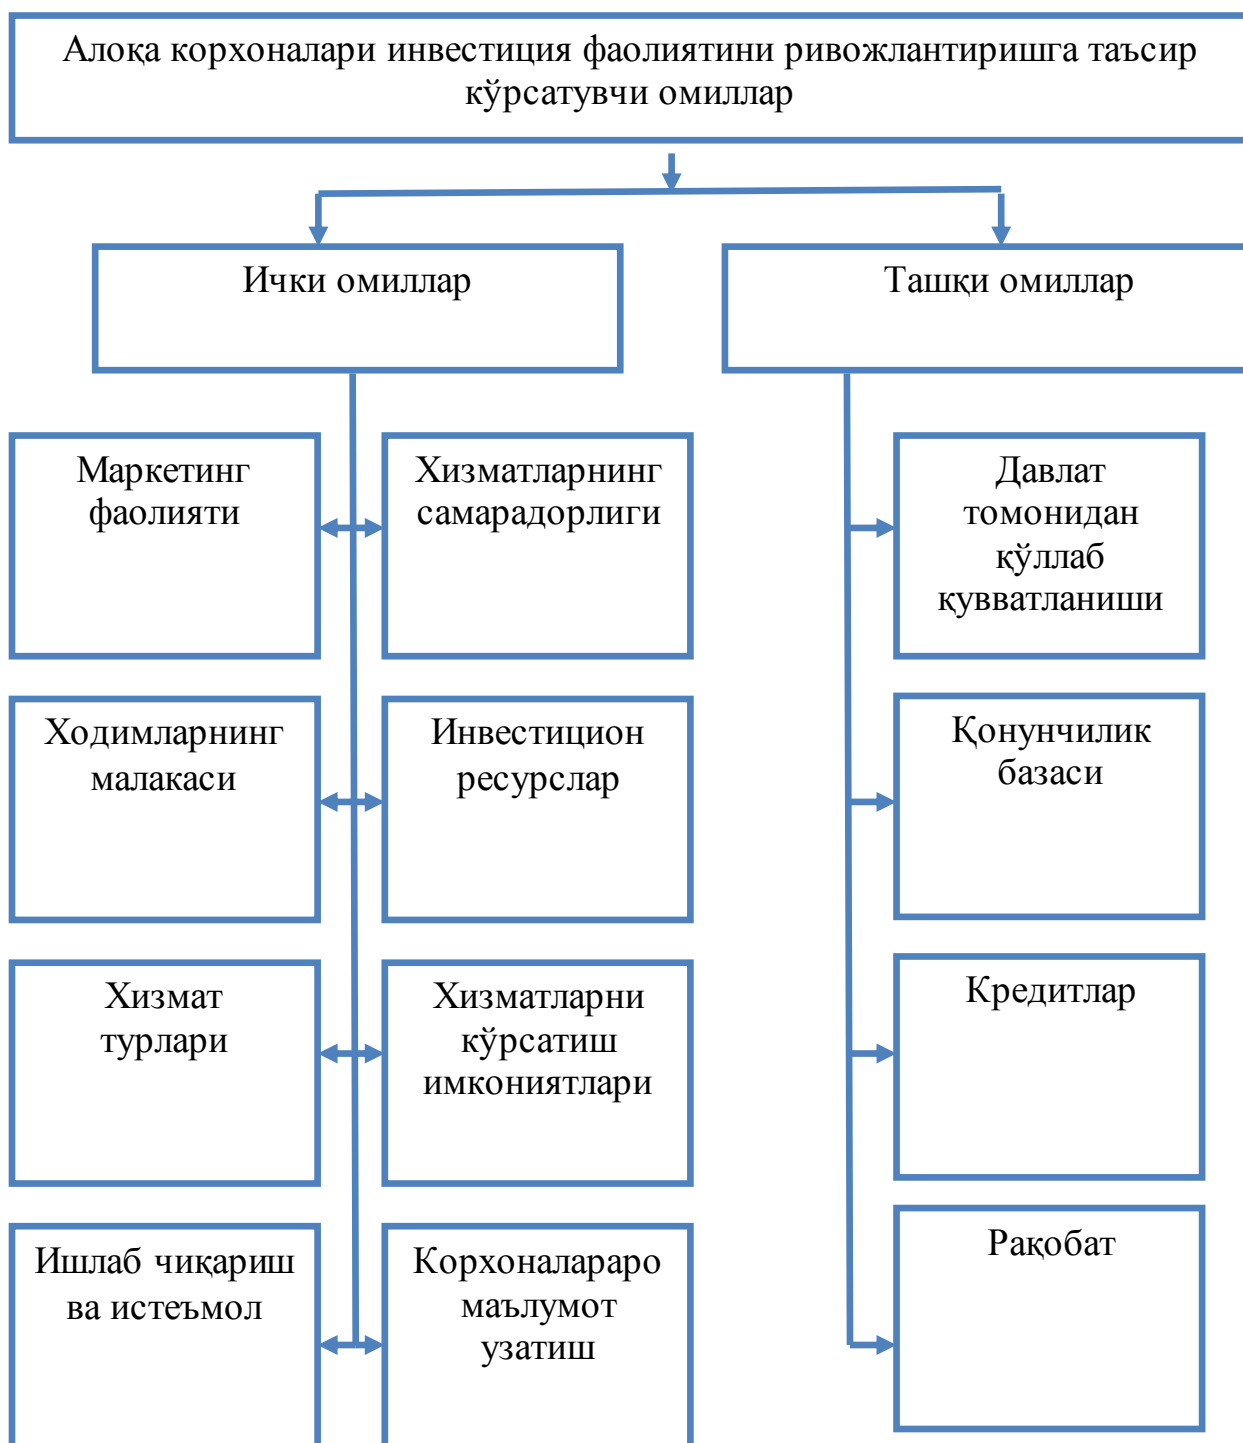 Алоқа корхоналари инвестиция фаолиятини ривожлантиришга таъсир
кўрсатувчи омиллар
Ички омиллар
Ташқи омиллар
Маркетинг
фаолияти
Хизматларнинг
самарадорлиги
Давлат
томонидан
қўллаб
қувватланиши
Ходимларнинг
малакаси
Инвестицион
ресурслар
Қонунчилик
базаси
Хизмат
турлари
Хизматларни
кўрсатиш
имкониятлари
Кредитлар
Ишлаб чиқариш
ва истеъмол
Корхоналараро
маълумот
узатиш
Рақобат